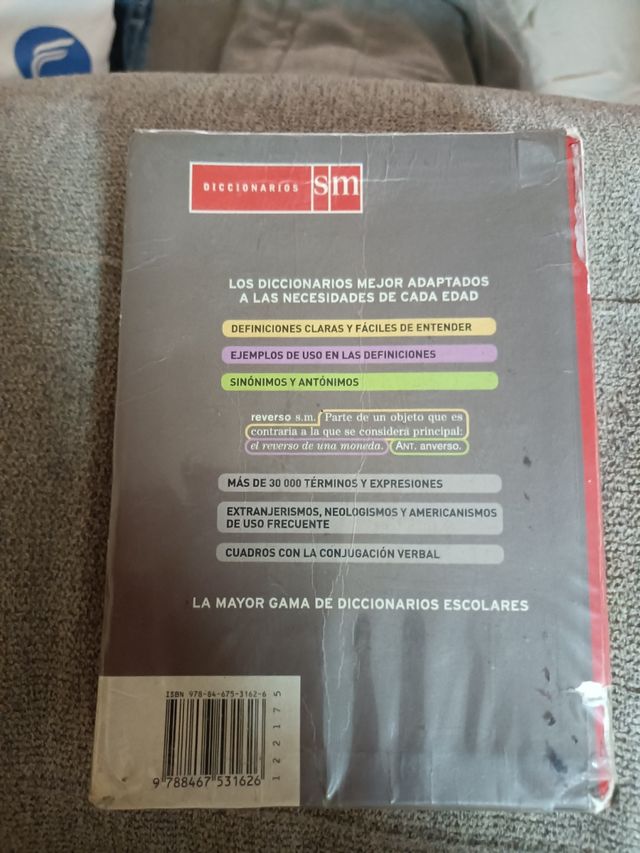 DICCIONARIOS sm
LOS DICCIONARIOS MEJOR ADAPTADOS
A LAS NECESIDADES DE CADA EDAD
DEFINICIONES CLARAS Y FÁCILES DE ENTENDER
EJEMPLOS DE USO EN LAS DEFINICIONES
SINÓNIMOS Y ANTÓNIMOS
reverso s.m. Parte de un objeto que es
contraria a la que se considera principal:
el reverso de una moneda. ANT. anverso.
MÁS DE 30 000 TÉRMINOS Y EXPRESIONES
EXTRANJERISMOS, NEOLOGISMOS Y AMERICANISMOS
DE USO FRECUENTE
CUADROS CON LA CONJUGACIÓN VERBAL
LA MAYOR GAMA DE DICCIONARIOS ESCOLARES
ISBN 978-84-675-3162-6
122175
9 788467 531626